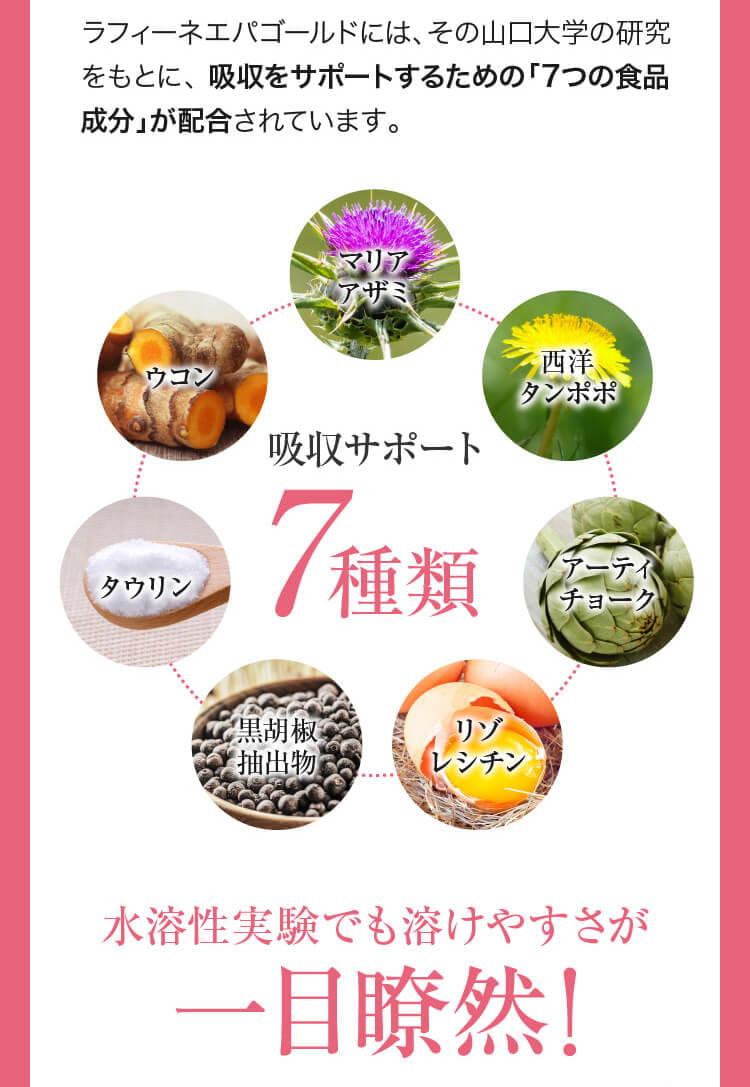 ラフィーネエパゴールドには、その山口大学の研究
をもとに、吸収をサポートするための「7つの食品
成分」が配合されています。
マリア
アザミ
ウコン
西洋
タンポポ
吸収サポート
7種類
タウリン
アーティ
チョーク
黒胡椒
抽出物
リゾ
レシチン
水溶性実験でも溶けやすさが
一目瞭然!